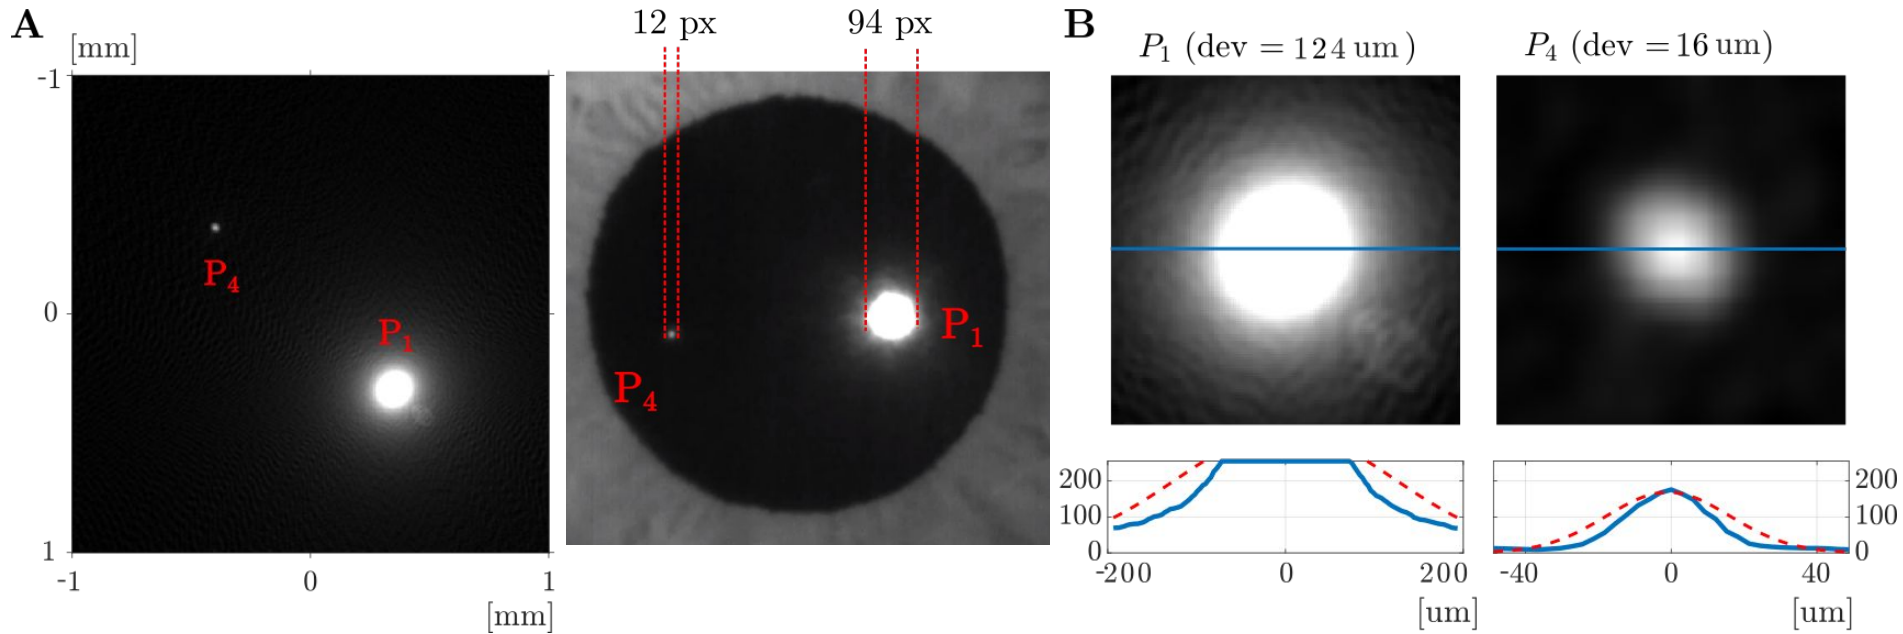 A
[mm]
-1
0
1
-1
0
1
[mm]
P4
P1
12 px
94 px
P4
P1
B
P1 (dev = 124 um )
P4 (dev = 16 um)
200
100
0
-200
0
200
[um]
200
100
0
-40
0
40
[um]